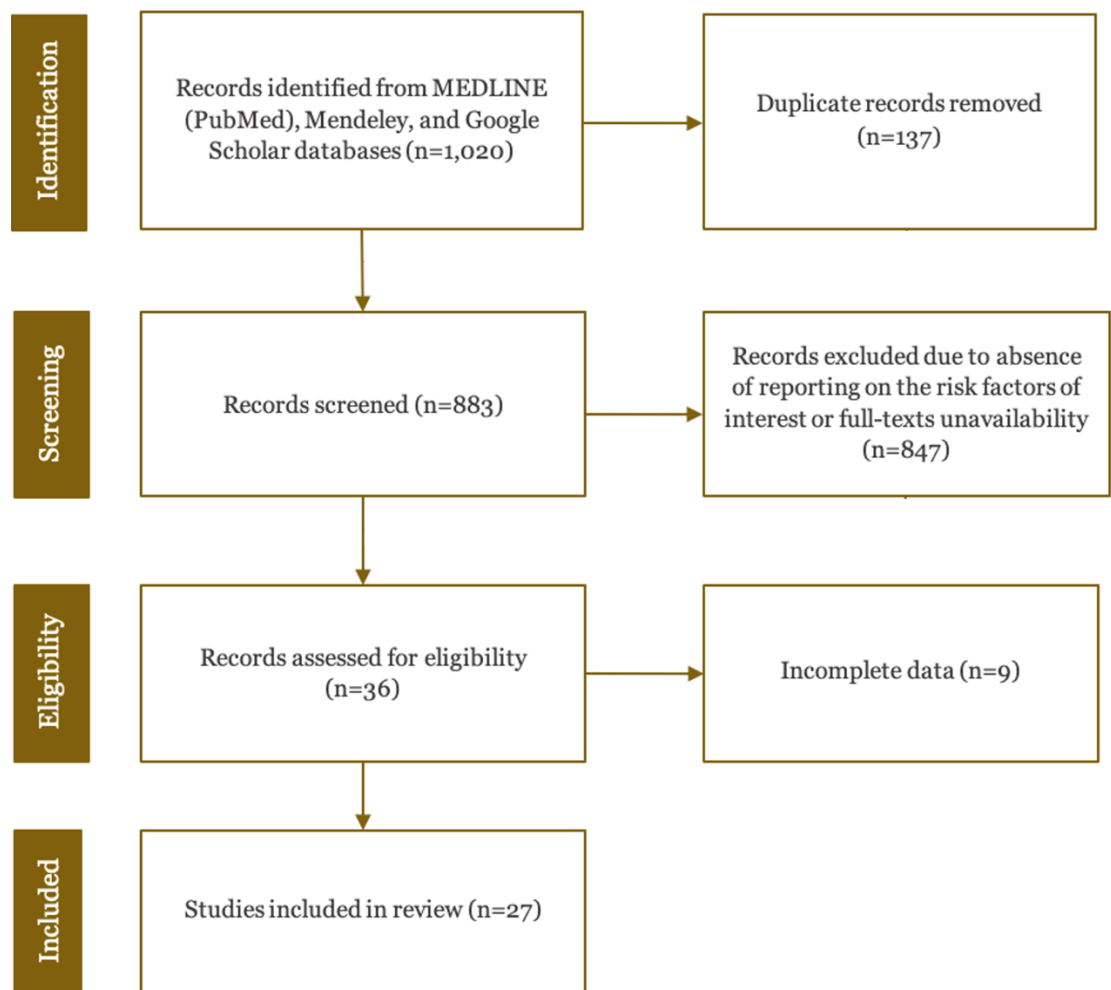 Identification
Records identified from MEDLINE
(PubMed), Mendeley, and Google
Scholar databases (n=1,020)
Duplicate records removed
(n=137)
Screening
Records screened (n=883)
Records excluded due to absence
of reporting on the risk factors of
interest or full-texts unavailability
(n=847)
Eligibility
Records assessed for eligibility
(n=36)
Incomplete data (n=9)
Included
Studies included in review (n=27)